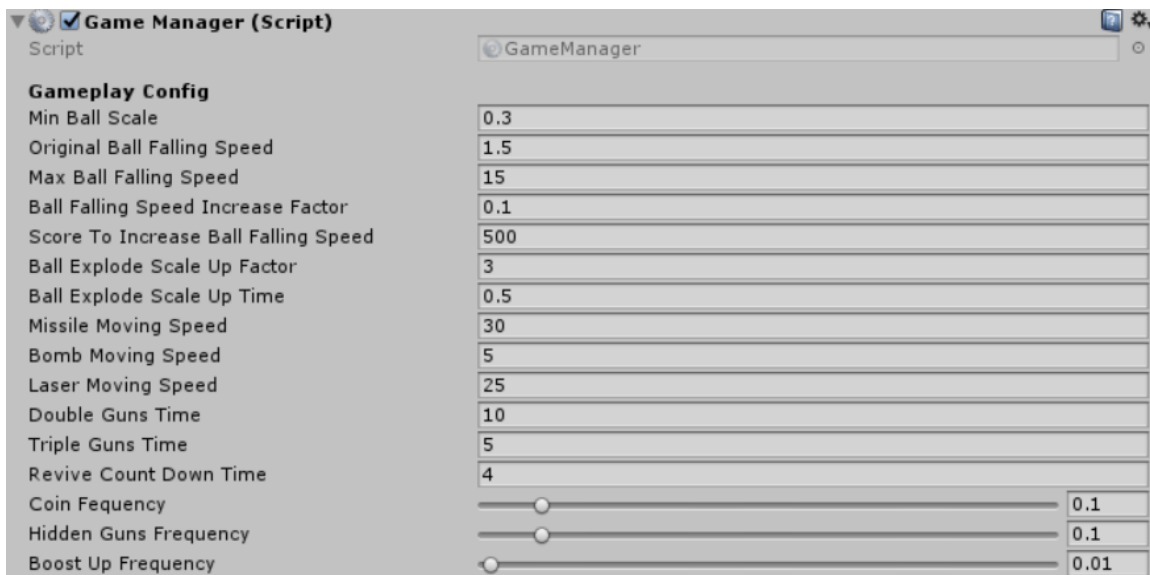 Game Manager (Script)
Script GameManager
Gameplay Config
Min Ball Scale 0.3
Original Ball Falling Speed 1.5
Max Ball Falling Speed 15
Ball Falling Speed Increase Factor 0.1
Score To Increase Ball Falling Speed 500
Ball Explode Scale Up Factor 3
Ball Explode Scale Up Time 0.5
Missile Moving Speed 30
Bomb Moving Speed 5
Laser Moving Speed 25
Double Guns Time 10
Triple Guns Time 5
Revive Count Down Time 4
Coin Fequency 0.1
Hidden Guns Frequency 0.1
Boost Up Frequency 0.01